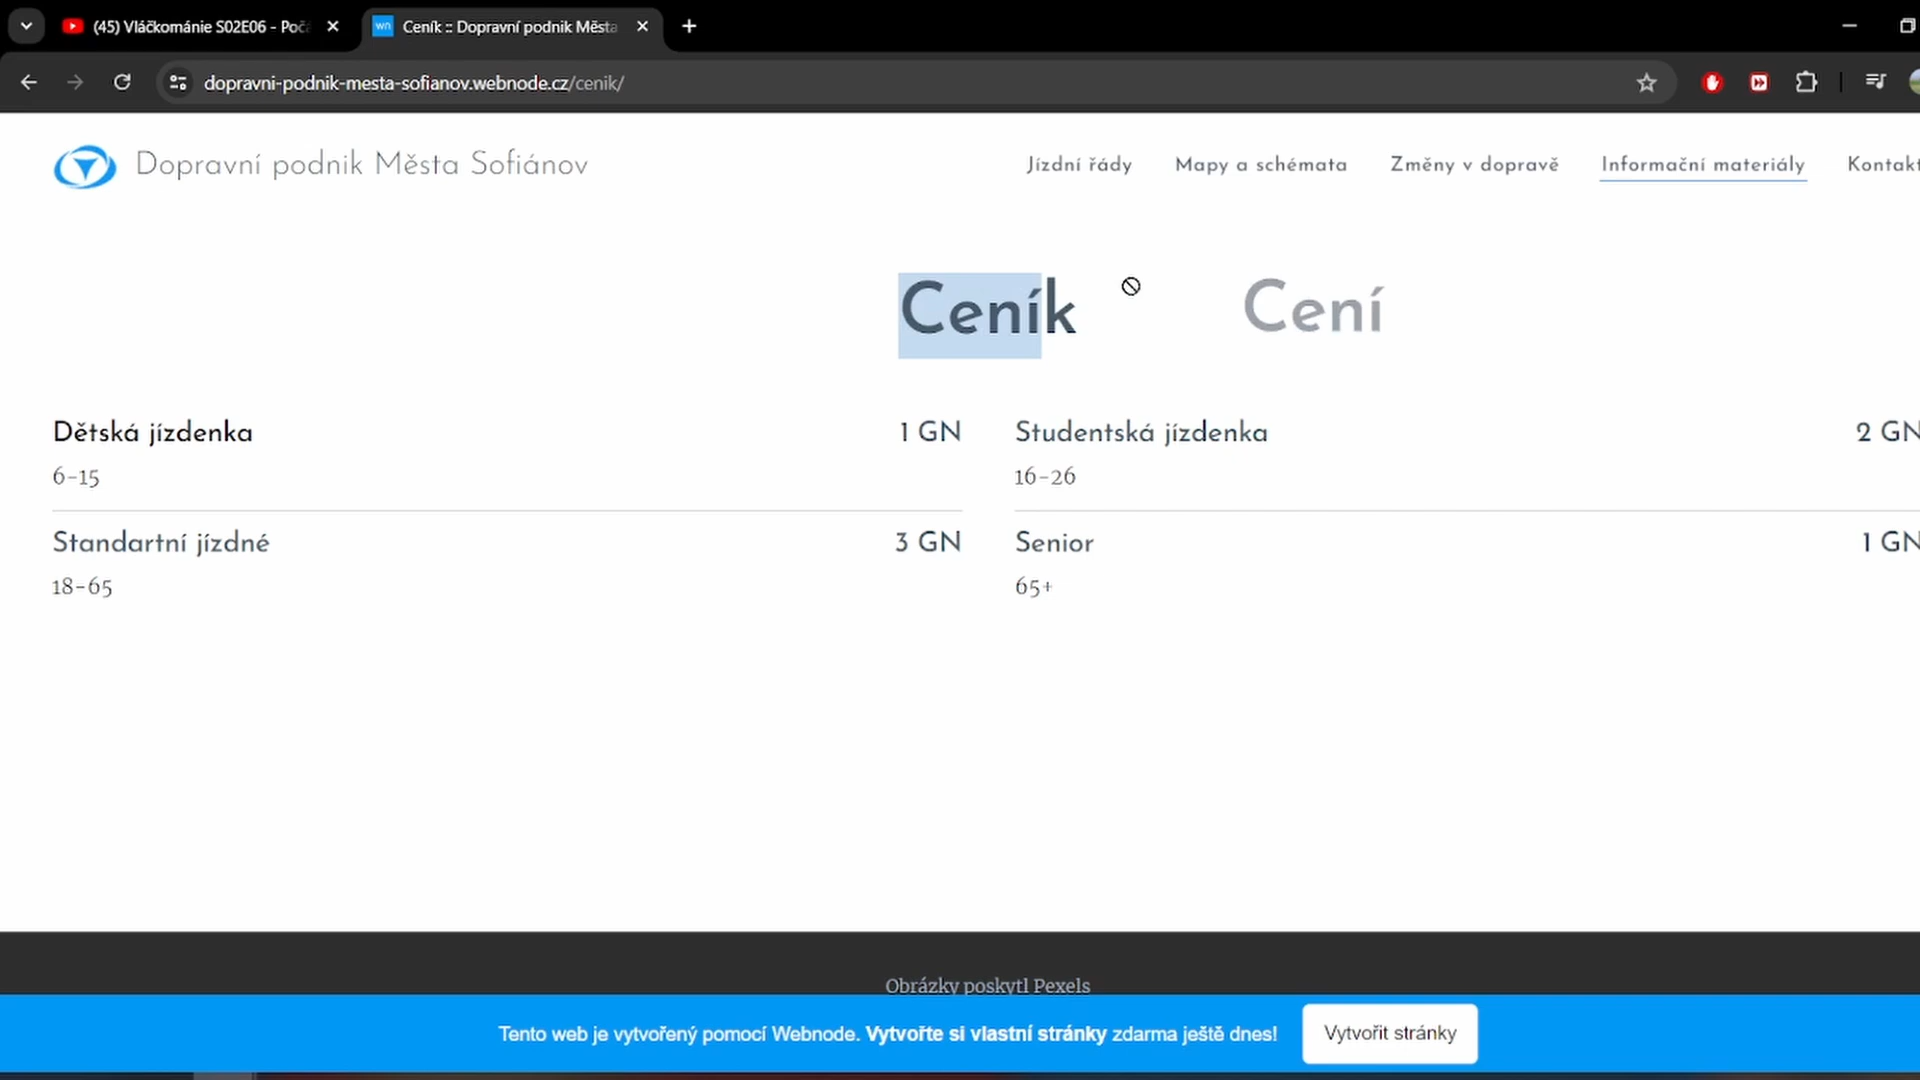 (45) Vláčkománie S02E06 - Poč
Ceník :: Dopravní podnik Města
dopravni-podnik-mesta-sofianov.webnode.cz/cenik/
Dopravní podnik Města Sofiánov
Jízdní řády
Mapy a schémata
Změny v dopravě
Informační materiály
Kontakt
Ceník
Cení
Dětská jízdenka 1 GN
6-15
Studentská jízdenka 2 GN
16-26
Standartní jízdné 3 GN
18-65
Senior 1 GN
65+
Obrázky poskytl Pexels
Tento web je vytvořený pomocí Webnode. Vytvořte si vlastní stránky zdarma ještě dnes!
Vytvořit stránky